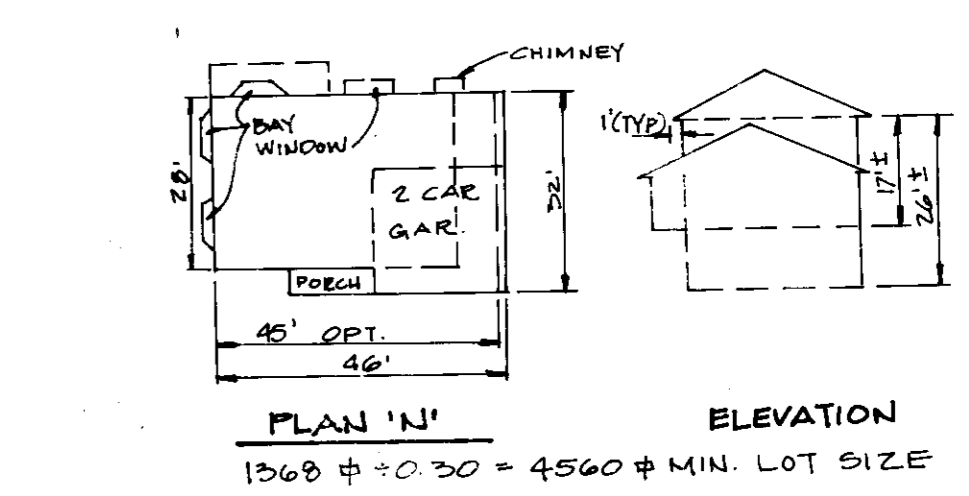 CHIMNEY
BAY
WINDOW
28'
2 CAR
GAR.
32'
PORCH
45' OPT.
46'
1'(TYP)
17'±
26'±
PLAN 'N'
ELEVATION
1368 ⌽ ÷ 0.30 = 4560 ⌽ MIN. LOT SIZE